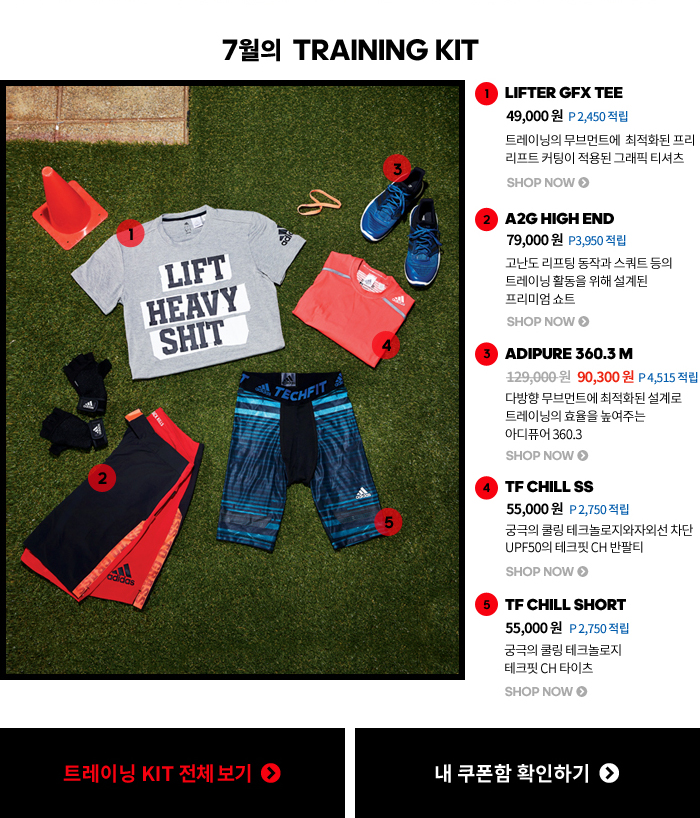 7월의 TRAINING KIT
1
LIFT
HEAVY
SHIT
adidas
3
4
2
adidas
TECHFIT
adidas
5
1 LIFTER GFX TEE
49,000 원 P 2,450 적립
트레이닝의 무브먼트에 최적화된 프리
리프트 커팅이 적용된 그래픽 티셔츠
SHOP NOW
2 A2G HIGH END
79,000 원 P3,950 적립
고난도 리프팅 동작과 스쿼트 등의
트레이닝 활동을 위해 설계된
프리미엄 쇼트
SHOP NOW
3 ADIPURE 360.3 M
129,000 원 90,300 원 P 4,515 적립
다방향 무브먼트에 최적화된 설계로
트레이닝의 효율을 높여주는
아디퓨어 360.3
SHOP NOW
4 TF CHILL SS
55,000 원 P 2,750 적립
궁극의 쿨링 테크놀로지와자외선 차단
UPF50의 테크핏 CH 반팔티
SHOP NOW
5 TF CHILL SHORT
55,000 원 P 2,750 적립
궁극의 쿨링 테크놀로지
테크핏 CH 타이츠
SHOP NOW
트레이닝 KIT 전체 보기
내 쿠폰함 확인하기